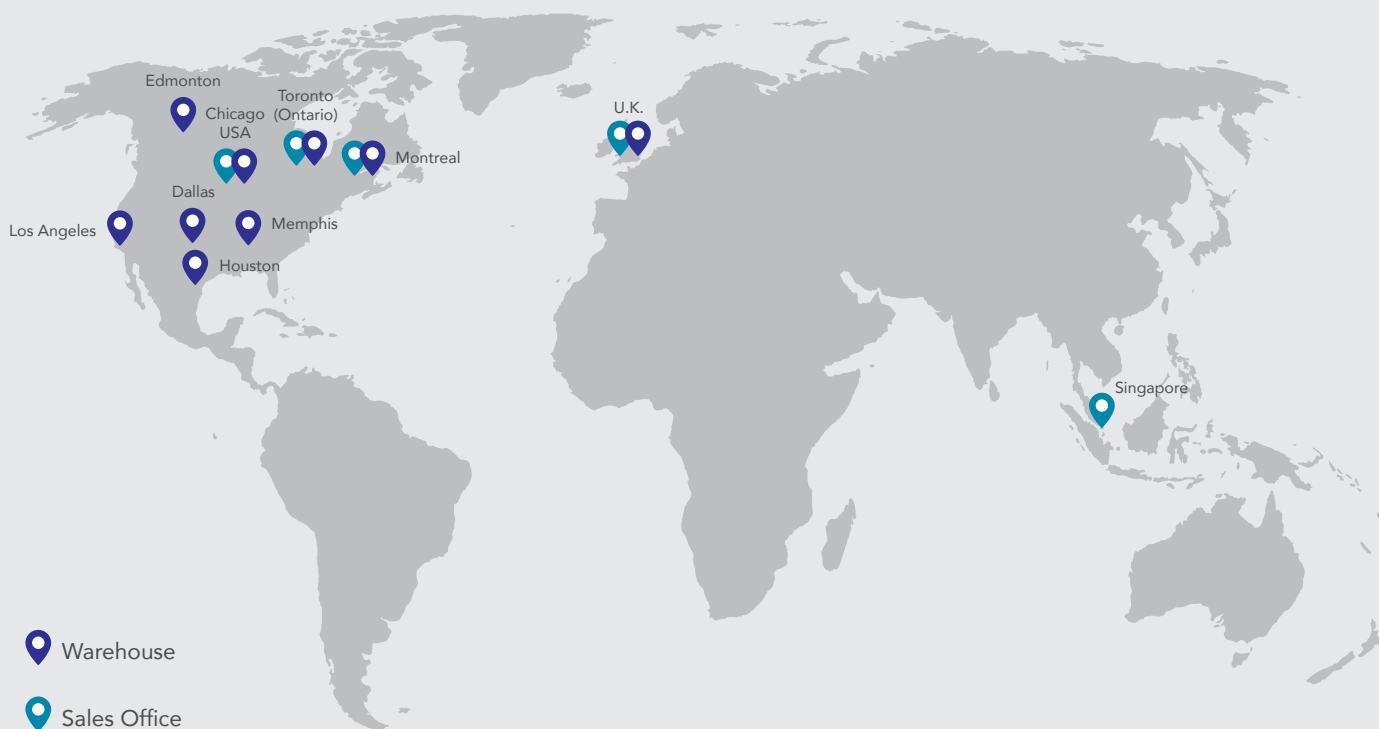 Edmonton
Toronto
(Ontario)
Chicago
USA
U.K.
Montreal
Dallas
Los Angeles
Memphis
Houston
Singapore
Warehouse
Sales Office